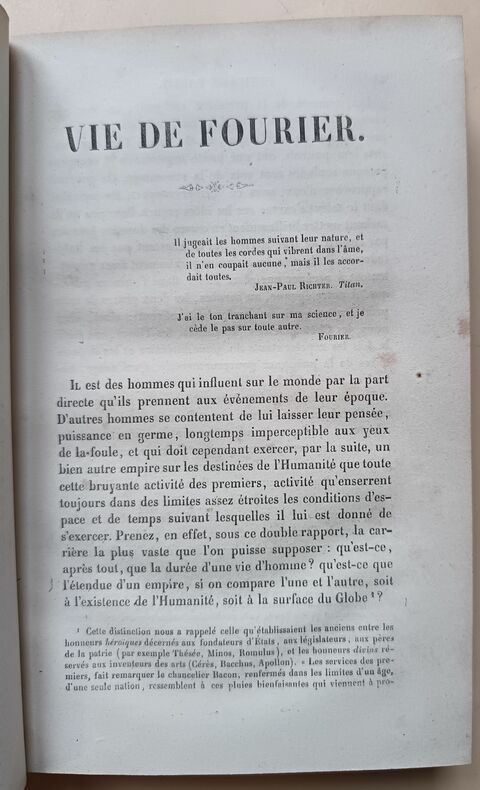 VIE DE FOURIER.
Il jugeait les hommes suivant leur nature, et
de toutes les cordes qui vibrent dans l'âme,
il n'en coupait aucune, mais il les accor-
dait toutes.
JEAN-PAUL RICHTER. Titan.
J'ai le ton tranchant sur ma science, et je
cède le pas sur toute autre.
FOURIER.
IL est des hommes qui influent sur le monde par la part
directe qu'ils prennent aux événements de leur époque.
D'autres hommes se contentent de lui laisser leur pensée,
puissance en germe, longtemps imperceptible aux yeux
de la foule, et qui doit cependant exercer, par la suite, un
bien autre empire sur les destinées de l'Humanité que toute
cette bruyante activité des premiers, activité qu'enserrent
toujours dans des limites assez étroites les conditions d'es-
pace et de temps suivant lesquelles il lui est donné de
s'exercer. Prenez, en effet, sous ce double rapport, la car-
rière la plus vaste que l'on puisse supposer : qu'est-ce,
après tout, que la durée d'une vie d'homme? qu'est-ce que
l'étendue d'un empire, si on compare l'une et l'autre, soit
à l'existence de l'Humanité, soit à la surface du Globe ¹?
¹ Cette distinction nous a rappelé celle qu'établissaient les anciens entre les
honneurs héroïques décernés aux fondateurs d'États, aux législateurs, aux pères
de la patrie (par exemple Thésée, Minos, Romulus), et les honneurs divins ré-
servés aux inventeurs des arts (Cérès, Bacchus, Apollon). « Les services des pre-
miers, fait remarquer le chancelier Bacon, renfermés dans les limites d'un âge,
d'une seule nation, ressemblent à ces pluies bienfaisantes qui viennent à pro-